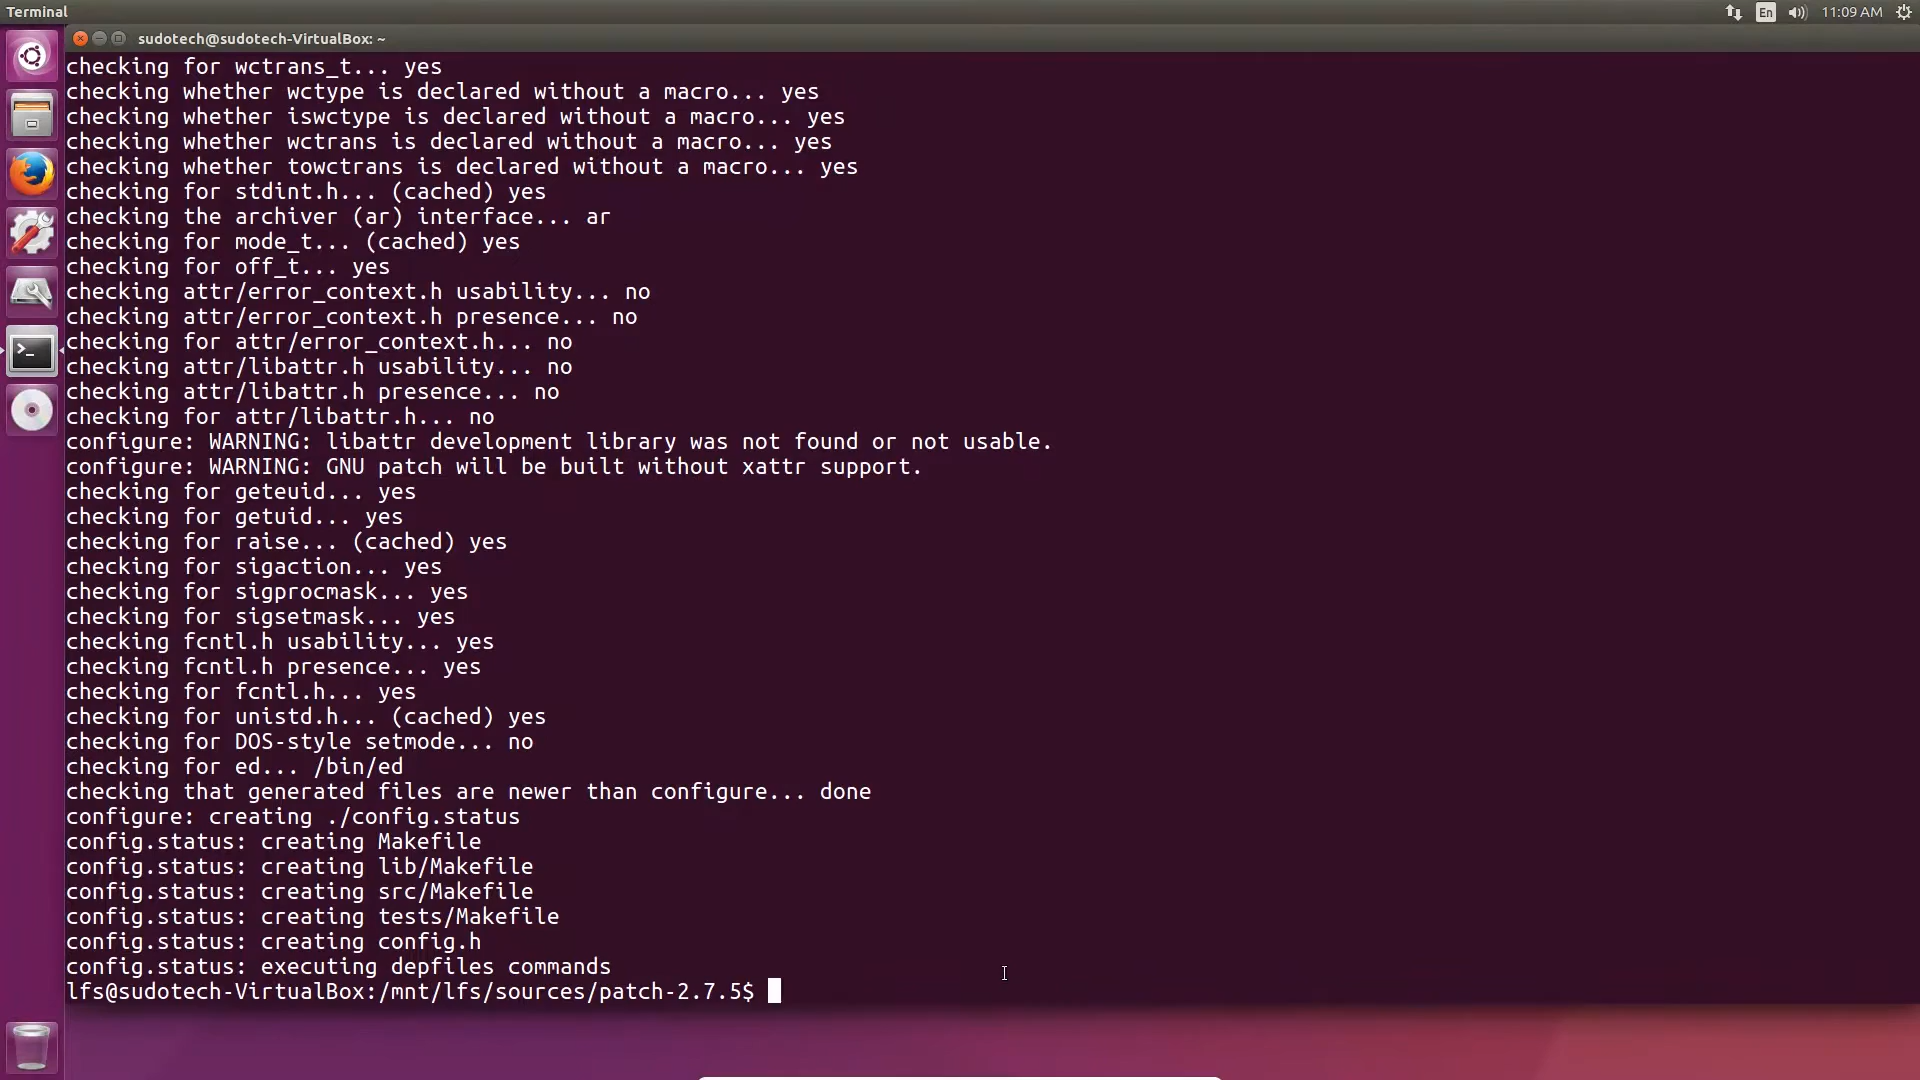 Terminal
En
11:09 AM
sudotech@sudotech-VirtualBox: ~
checking for wctrans_t... yes
checking whether wctype is declared without a macro... yes
checking whether iswctype is declared without a macro... yes
checking whether wctrans is declared without a macro... yes
checking whether towctrans is declared without a macro... yes
checking for stdint.h... (cached) yes
checking the archiver (ar) interface... ar
checking for mode_t... (cached) yes
checking for off_t... yes
checking attr/error_context.h usability... no
checking attr/error_context.h presence... no
checking for attr/error_context.h... no
checking attr/libattr.h usability... no
checking attr/libattr.h presence... no
checking for attr/libattr.h... no
configure: WARNING: libattr development library was not found or not usable.
configure: WARNING: GNU patch will be built without xattr support.
checking for geteuid... yes
checking for getuid... yes
checking for raise... (cached) yes
checking for sigaction... yes
checking for sigprocmask... yes
checking for sigsetmask... yes
checking fcntl.h usability... yes
checking fcntl.h presence... yes
checking for fcntl.h... yes
checking for unistd.h... (cached) yes
checking for DOS-style setmode... no
checking for ed... /bin/ed
checking that generated files are newer than configure... done
configure: creating ./config.status
config.status: creating Makefile
config.status: creating lib/Makefile
config.status: creating src/Makefile
config.status: creating tests/Makefile
config.status: creating config.h
config.status: executing depfiles commands
lfs@sudotech-VirtualBox:/mnt/lfs/sources/patch-2.7.5$